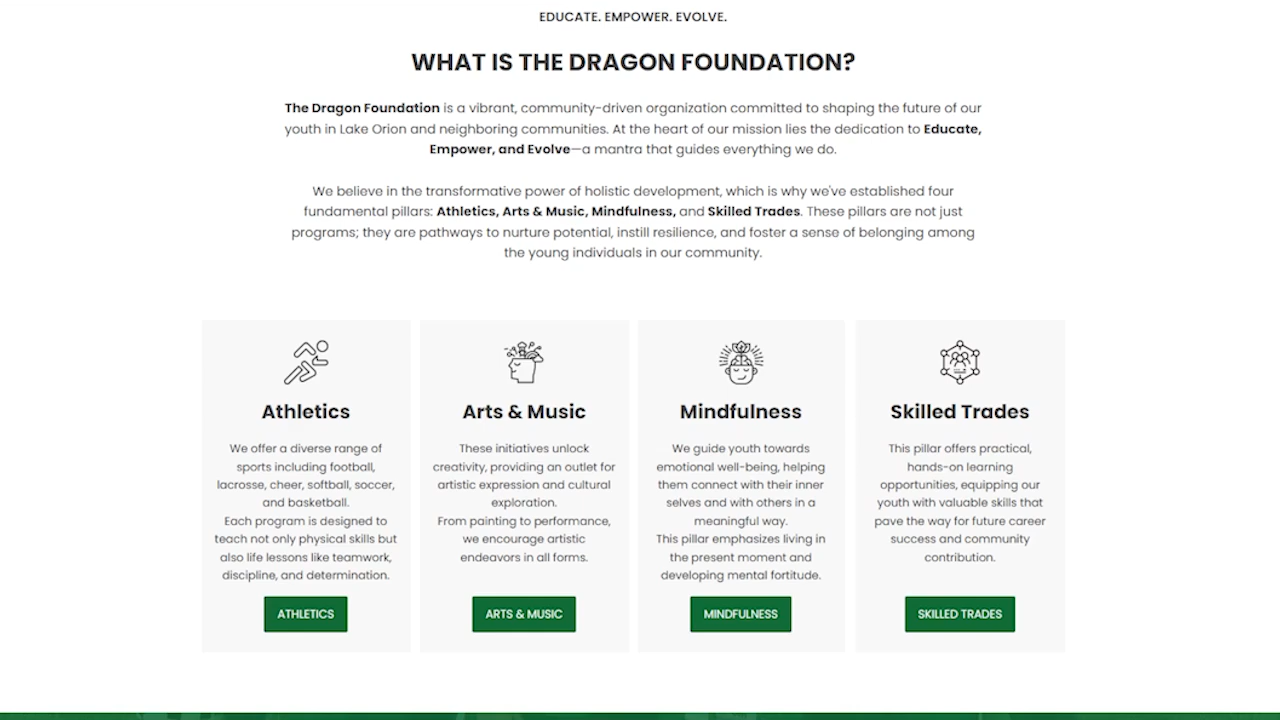 EDUCATE. EMPOWER. EVOLVE.
WHAT IS THE DRAGON FOUNDATION?
The Dragon Foundation is a vibrant, community-driven organization committed to shaping the future of our
youth in Lake Orion and neighboring communities. At the heart of our mission lies the dedication to Educate,
Empower, and Evolve—a mantra that guides everything we do.
We believe in the transformative power of holistic development, which is why we've established four
fundamental pillars: Athletics, Arts & Music, Mindfulness, and Skilled Trades. These pillars are not just
programs; they are pathways to nurture potential, instill resilience, and foster a sense of belonging among
the young individuals in our community.
Athletics
We offer a diverse range of
sports including football,
lacrosse, cheer, softball, soccer,
and basketball.
Each program is designed to
teach not only physical skills but
also life lessons like teamwork,
discipline, and determination.
ATHLETICS
Arts & Music
These initiatives unlock
creativity, providing an outlet for
artistic expression and cultural
exploration.
From painting to performance,
we encourage artistic
endeavors in all forms.
ARTS & MUSIC
Mindfulness
We guide youth towards
emotional well-being, helping
them connect with their inner
selves and with others in a
meaningful way.
This pillar emphasizes living in
the present moment and
developing mental fortitude.
MINDFULNESS
Skilled Trades
This pillar offers practical,
hands-on learning
opportunities, equipping our
youth with valuable skills that
pave the way for future career
success and community
contribution.
SKILLED TRADES